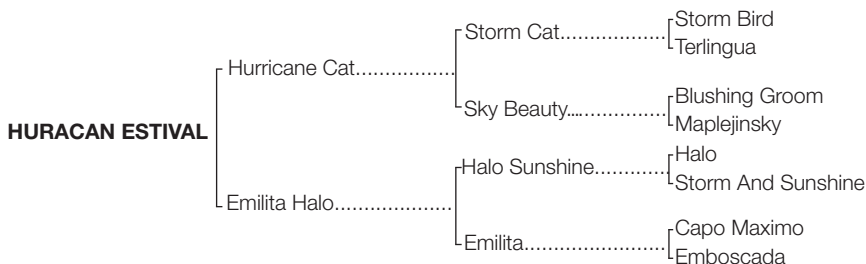 Storm Bird
Storm Cat....................
Terlingua
Hurricane Cat.................
Blushing Groom
Sky Beauty...................
Maplejinsky
HURACAN ESTIVAL
Halo
Halo Sunshine..............
Storm And Sunshine
Emilita Halo....................
Capo Maximo
Emilita..........................
Emboscada